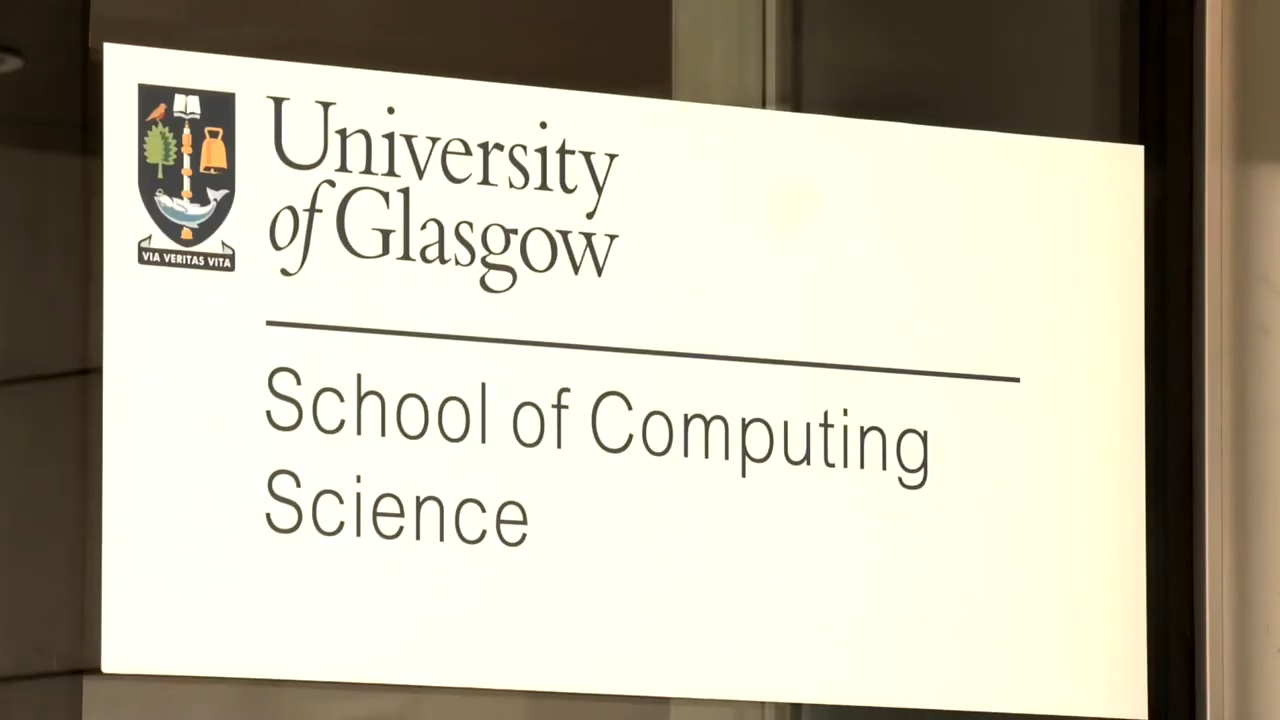 University
of Glasgow
VIA VERITAS VITA
School of Computing
Science